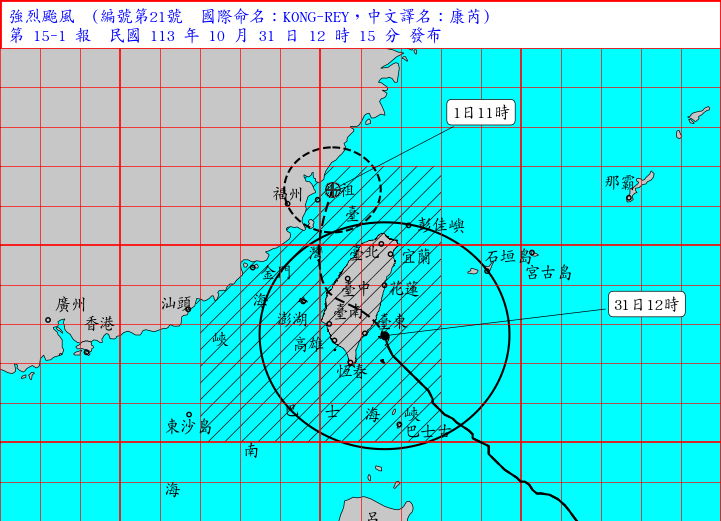 強烈颱風 (編號第21號 國際命名：KONG-REY，中文譯名：康芮)
第 15-1 報 民國 113 年 10 月 31 日 12 時 15 分 發布
1日11時
那霸
馬祖
福州
臺
彭佳嶼
灣
臺北
宜蘭
石垣島
宮古島
金門
臺中
花蓮
海
廣州
汕頭
31日12時
臺南
澎湖
臺東
香港
峽
高雄
恆春
巴 士 海 峽
東沙島
巴士士
南
海
呂